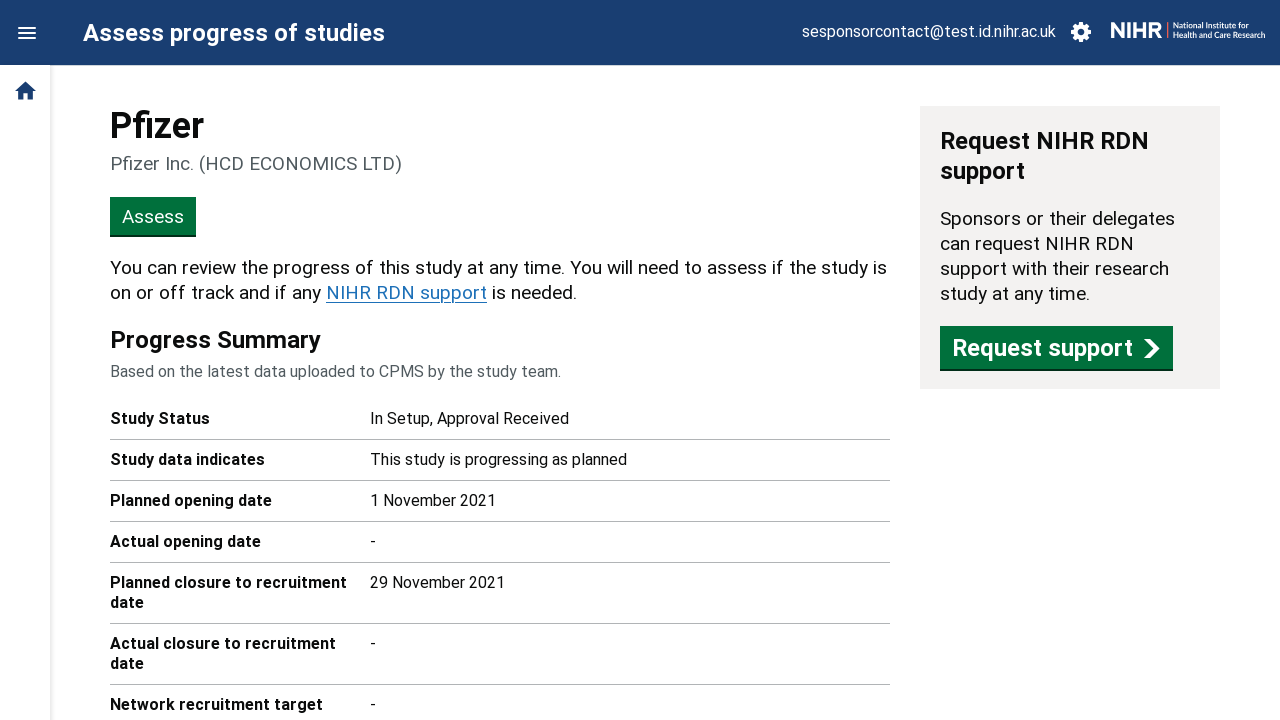 Assess progress of studies
sesponsorcontact@test.id.nihr.ac.uk
NIHR | National Institute for
Health and Care Research
Pfizer
Pfizer Inc. (HCD ECONOMICS LTD)
Assess
You can review the progress of this study at any time. You will need to assess if the study is
on or off track and if any NIHR RDN support is needed.
Progress Summary
Based on the latest data uploaded to CPMS by the study team.
Study Status In Setup, Approval Received
Study data indicates This study is progressing as planned
Planned opening date 1 November 2021
Actual opening date -
Planned closure to recruitment 29 November 2021
date
Actual closure to recruitment -
date
Network recruitment target -
Request NIHR RDN
support
Sponsors or their delegates
can request NIHR RDN
support with their research
study at any time.
Request support